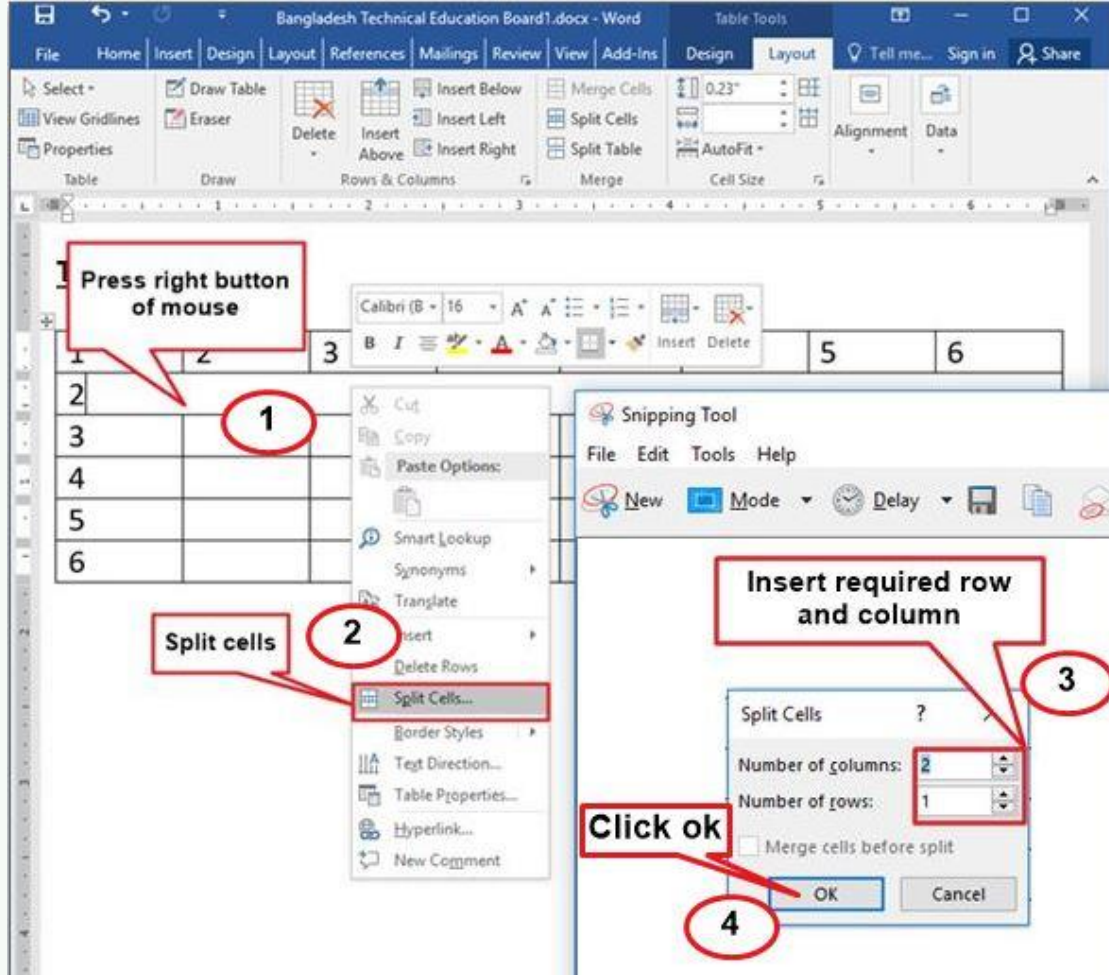 Bangladesh Technical Education Board1.docx - Word Table Tools
File Home Insert Design Layout References Mailings Review View Add-Ins Design Layout Tell me... Sign in Share
Select Draw Table Insert Below Merge Cells 0.23"
View Gridlines Eraser Delete Insert Above Insert Left Split Cells Alignment Data
Properties Insert Right Split Table AutoFit
Table Draw Rows & Columns Merge Cell Size
1 2 3 4 5 6
Press right button
of mouse
Calibri (B 16 A A
B I A Insert Delete
1 2 3 5 6
2
3
4
5
6
1
Cut
Copy
Paste Options:
Smart Lookup
Synonyms
Translate
Insert
Delete Rows
Split Cells...
Border Styles
Text Direction...
Table Properties...
Hyperlink...
New Comment
Split cells
2
Snipping Tool
File Edit Tools Help
New Mode Delay
Insert required row
and column
3
Split Cells ?
Number of columns: 2
Number of rows: 1
Merge cells before split
OK Cancel
Click ok
4